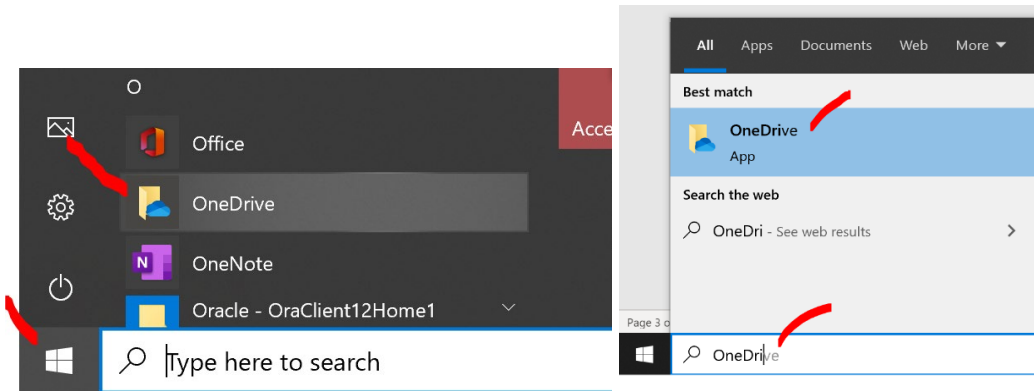 O
Office
Acce
OneDrive
OneNote
N
Oracle - OraClient12Home1
Type here to search
All Apps Documents Web More
Best match
OneDrive
App
Search the web
OneDri - See web results
Page 3 o
OneDrive